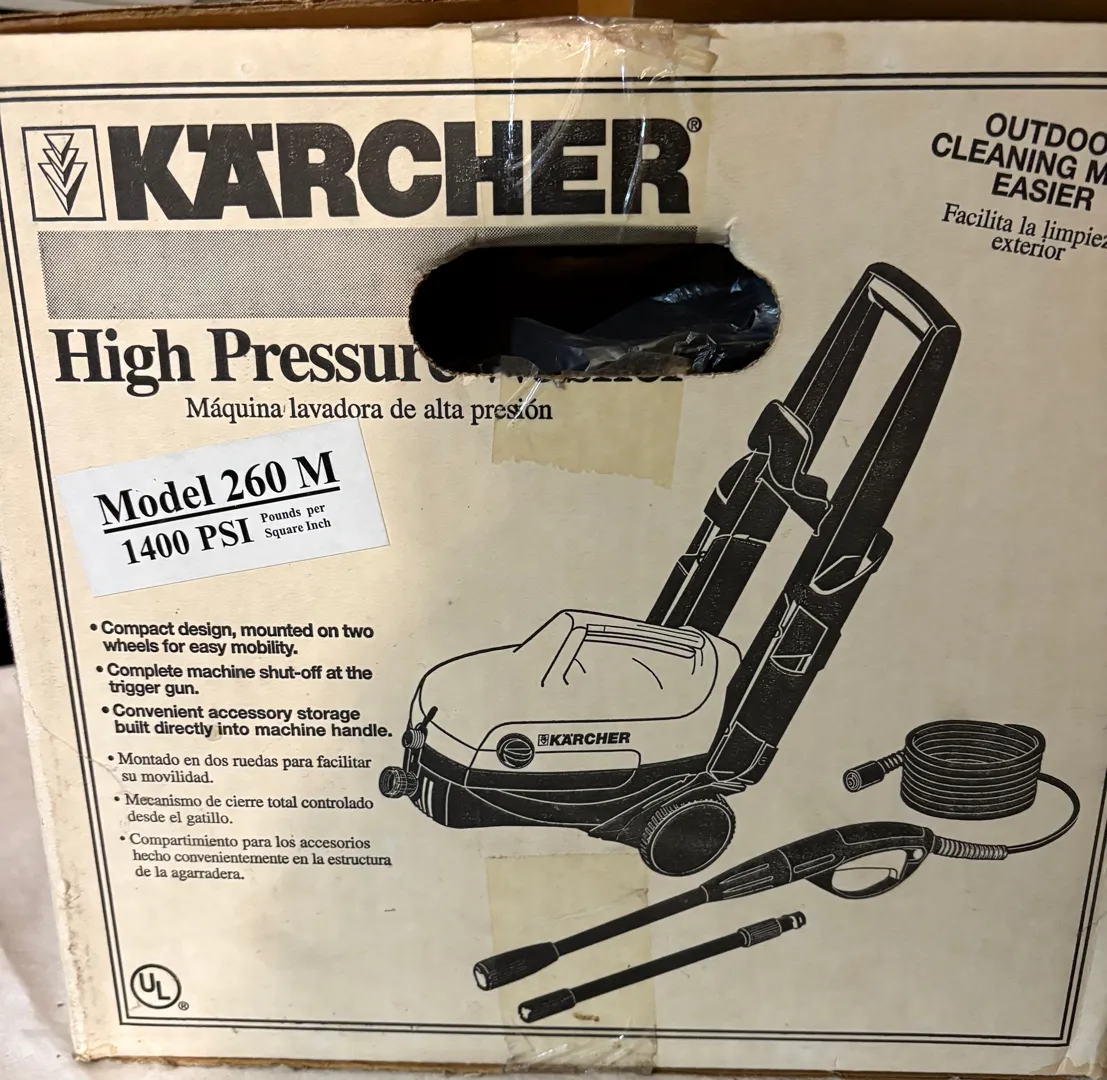 KÄRCHER®
OUTDOO
CLEANING M
EASIER
Facilita la limpiez
exterior
High Pressur
Máquina lavadora de alta presión
Model 260 M
1400 PSI Pounds per
Square Inch
• Compact design, mounted on two
wheels for easy mobility.
• Complete machine shut-off at the
trigger gun.
• Convenient accessory storage
built directly into machine handle.
• Montado en dos ruedas para facilitar
su movilidad.
• Mecanismo de cierre total controlado
desde el gatillo.
• Compartimiento para los accesorios
hecho convenientemente en la estructura
de la agarradera.
KÄRCHER
UL®